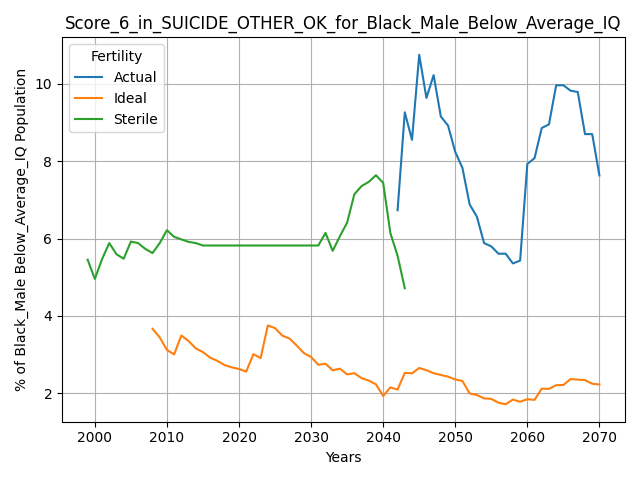 Score_6_in_SUICIDE_OTHER_OK_for_Black_Male_Below_Average_IQ
Fertility
Actual
Ideal
Sterile
% of Black_Male Below_Average_IQ Population
10
8
6
4
2
2000 2010 2020 2030 2040 2050 2060 2070
Years